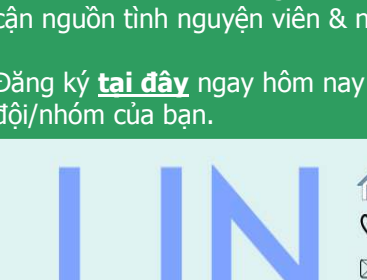 cận nguồn tình nguyện viên & n
Đăng ký tại đây ngay hôm nay
đội/nhóm của bạn.
LIN